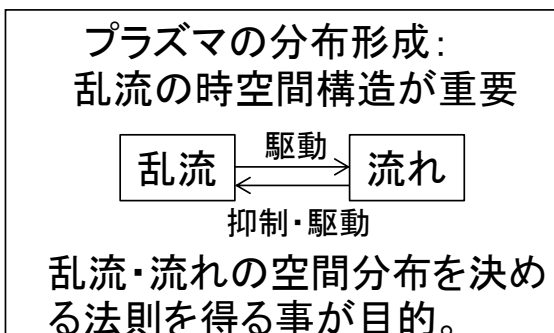 プラズマの分布形成：
乱流の時空間構造が重要
駆動
乱流
流れ
抑制・駆動
乱流・流れの空間分布を決め
る法則を得る事が目的。